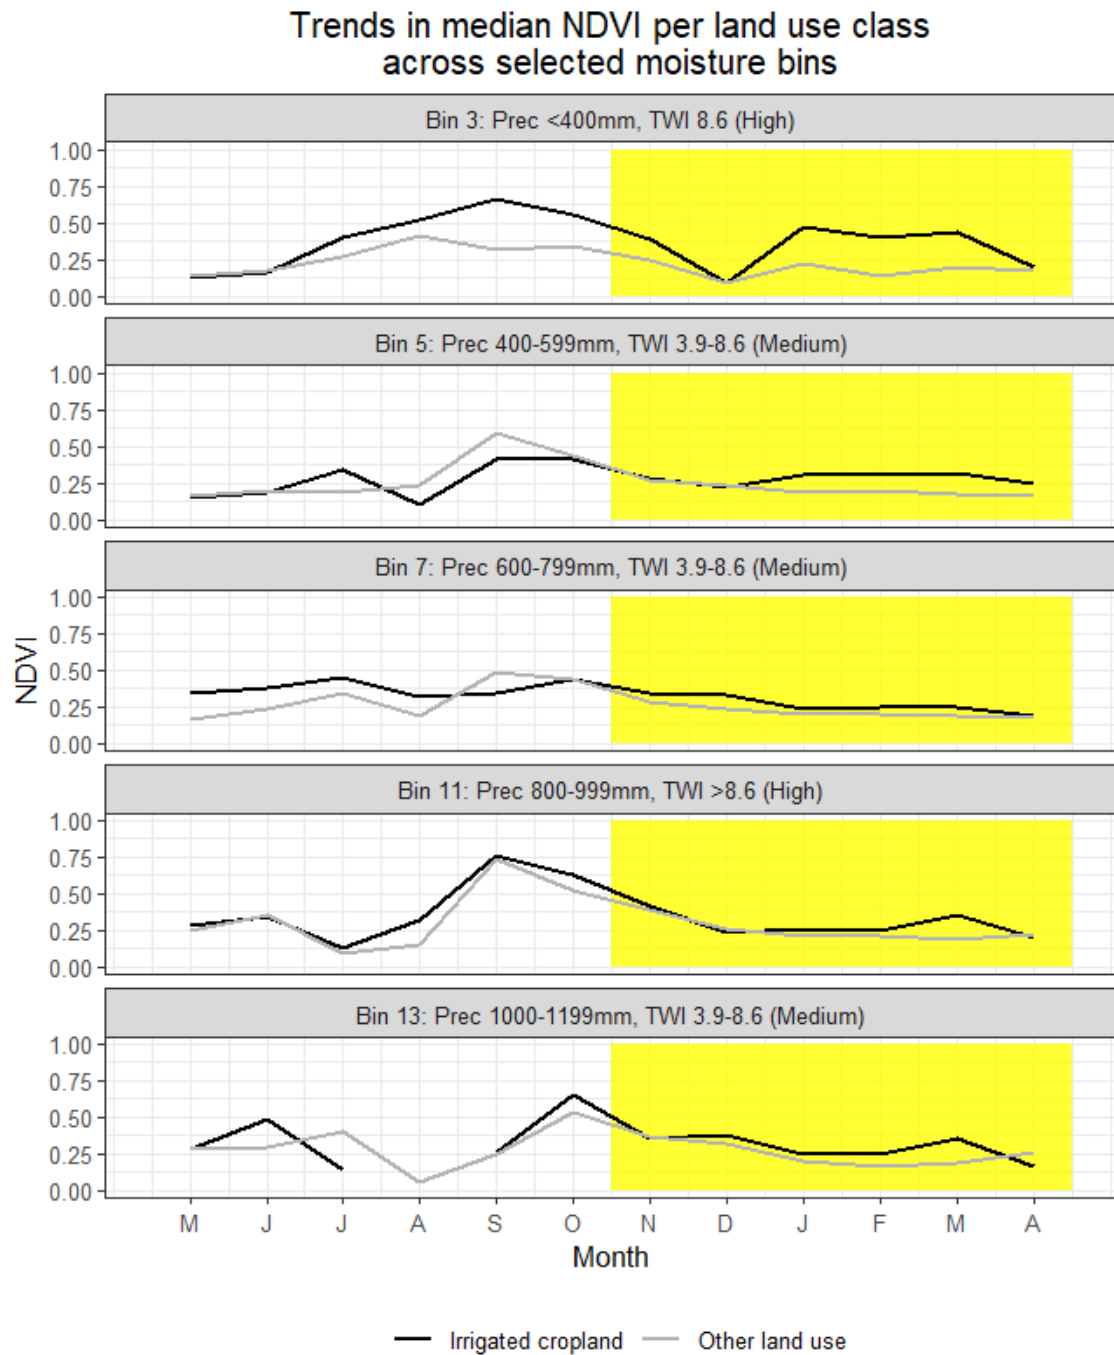 Trends in median NDVI per land use class
across selected moisture bins
Bin 3: Prec <400mm, TWI 8.6 (High)
1.00
0.75
0.50
0.25
0.00
Bin 5: Prec 400-599mm, TWI 3.9-8.6 (Medium)
1.00
0.75
0.50
0.25
0.00
Bin 7: Prec 600-799mm, TWI 3.9-8.6 (Medium)
1.00
0.75
0.50
0.25
0.00
NDVI
Bin 11: Prec 800-999mm, TWI >8.6 (High)
1.00
0.75
0.50
0.25
0.00
Bin 13: Prec 1000-1199mm, TWI 3.9-8.6 (Medium)
1.00
0.75
0.50
0.25
0.00
M J J A S O N D J F M A
Month
Irrigated cropland Other land use